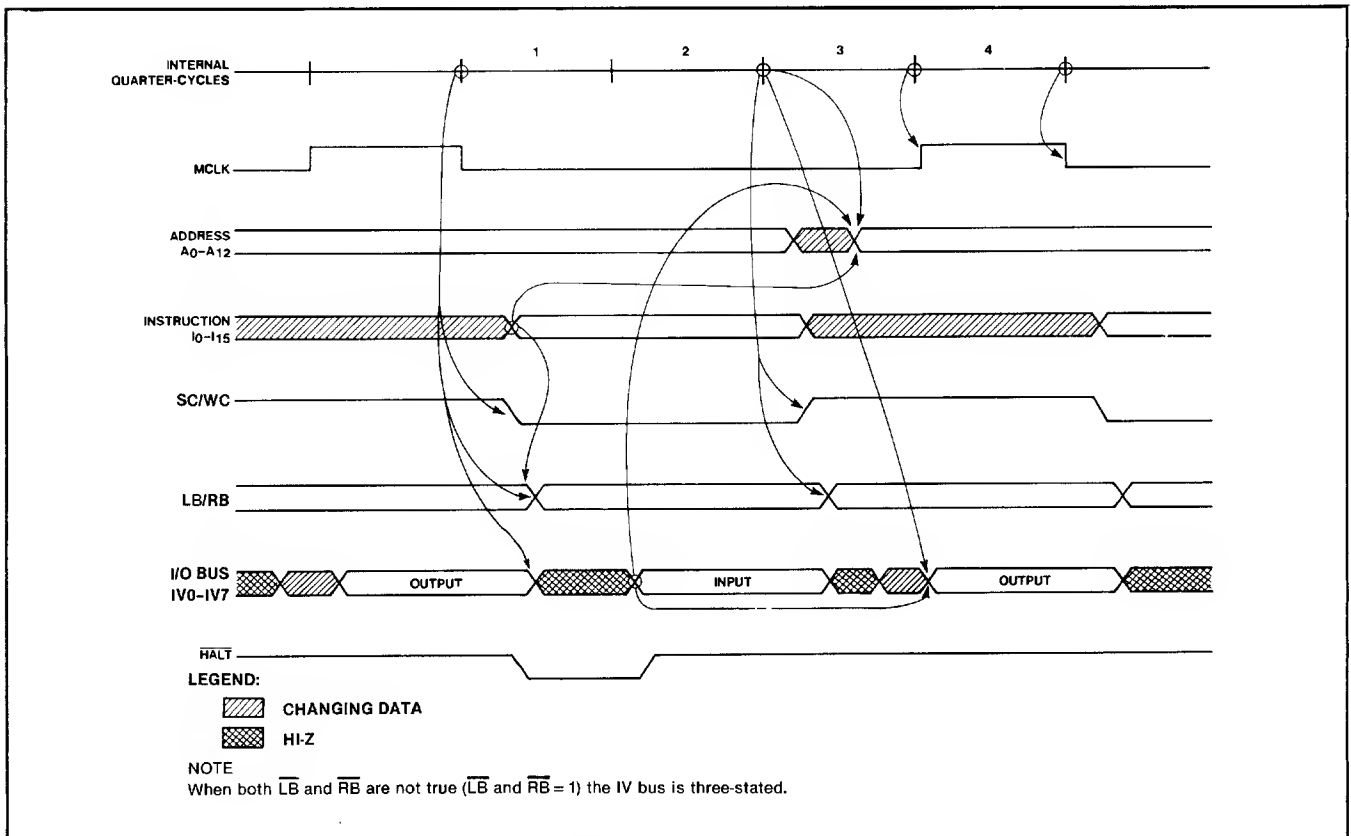 1 2 3 4
INTERNAL
QUARTER-CYCLES
MCLK
ADDRESS
A0–A12
INSTRUCTION
I0–I15
SC/WC
LB/RB
I/O BUS
IV0–IV7
OUTPUT INPUT OUTPUT
HALT
LEGEND:
CHANGING DATA
HI-Z
NOTE
When both LB and RB are not true (LB and RB = 1) the IV bus is three-stated.